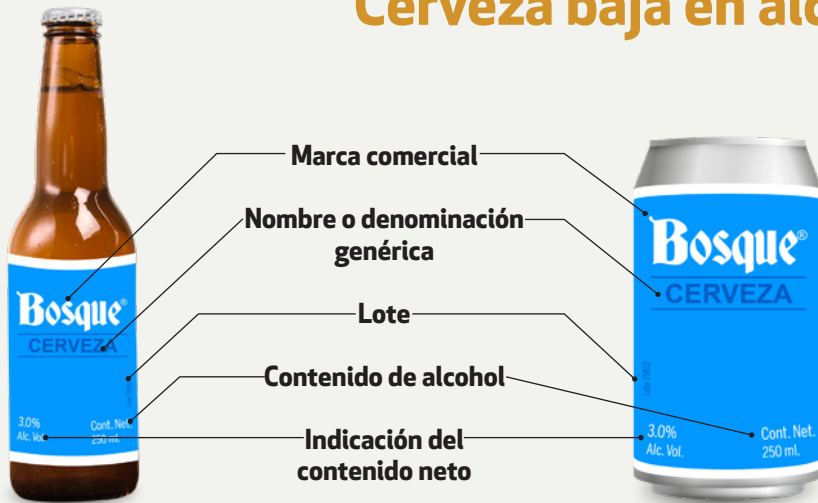 Cerveza baja en alc
Marca comercial
Nombre o denominación
genérica
Lote
Contenido de alcohol
Indicación del
contenido neto
Bosque®
CERVEZA
3.0%
Alc. Vol.
Cont. Net.
250 ml.
Bosque®
CERVEZA
3.0%
Alc. Vol.
Cont. Net.
250 ml.